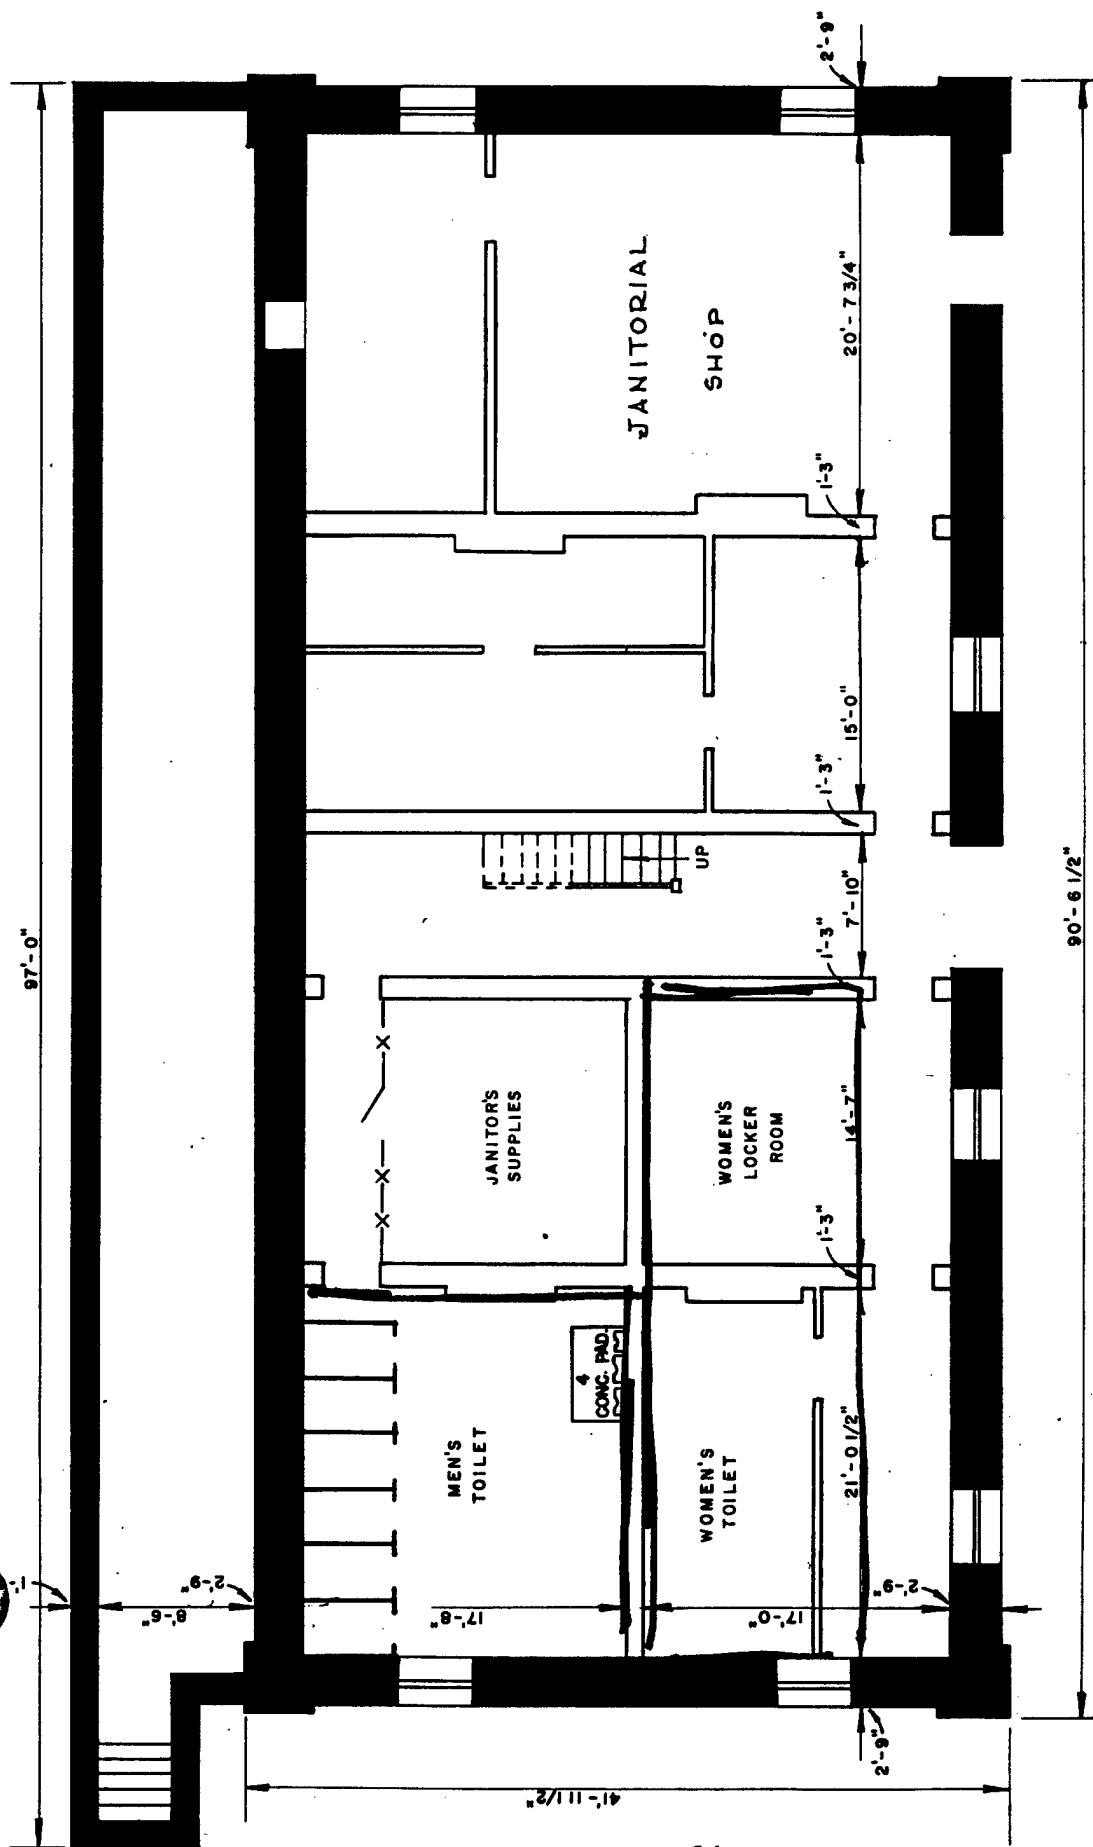 97'-0"
1'-
8'-6"
2'-9"
2'-9"
JANITORIAL
SHOP
20'-7 3/4"
1'-3"
15'-0"
1'-3"
UP
7'-10"
1'-3"
JANITOR'S
SUPPLIES
WOMEN'S
LOCKER
ROOM
14'-7"
1'-3"
4
CONC. PAD.
MEN'S
TOILET
WOMEN'S
TOILET
21'-0 1/2"
17'-8"
17'-0"
2'-9"
2'-9"
41'-11 1/2"
90'-6 1/2"